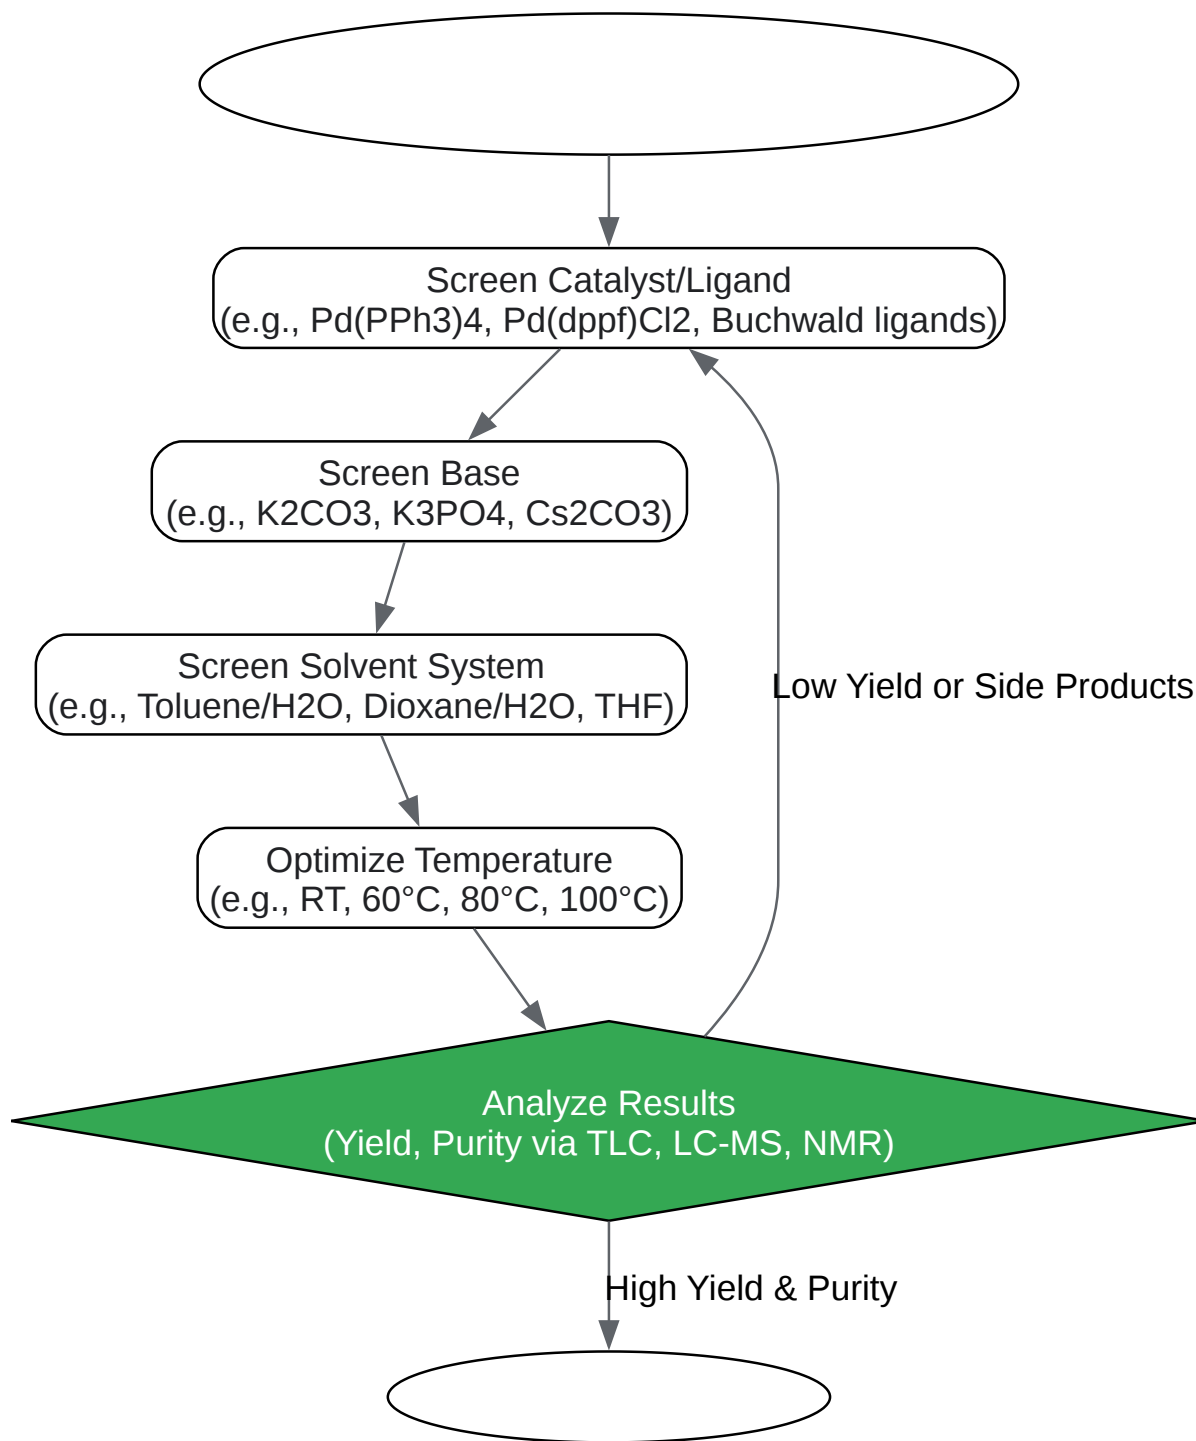 Screen Catalyst/Ligand
(e.g., Pd(PPh3)4, Pd(dppf)Cl2, Buchwald ligands)
Screen Base
(e.g., K2CO3, K3PO4, Cs2CO3)
Screen Solvent System
(e.g., Toluene/H2O, Dioxane/H2O, THF)
Low Yield or Side Products
Optimize Temperature
(e.g., RT, 60°C, 80°C, 100°C)
Analyze Results
(Yield, Purity via TLC, LC-MS, NMR)
High Yield & Purity